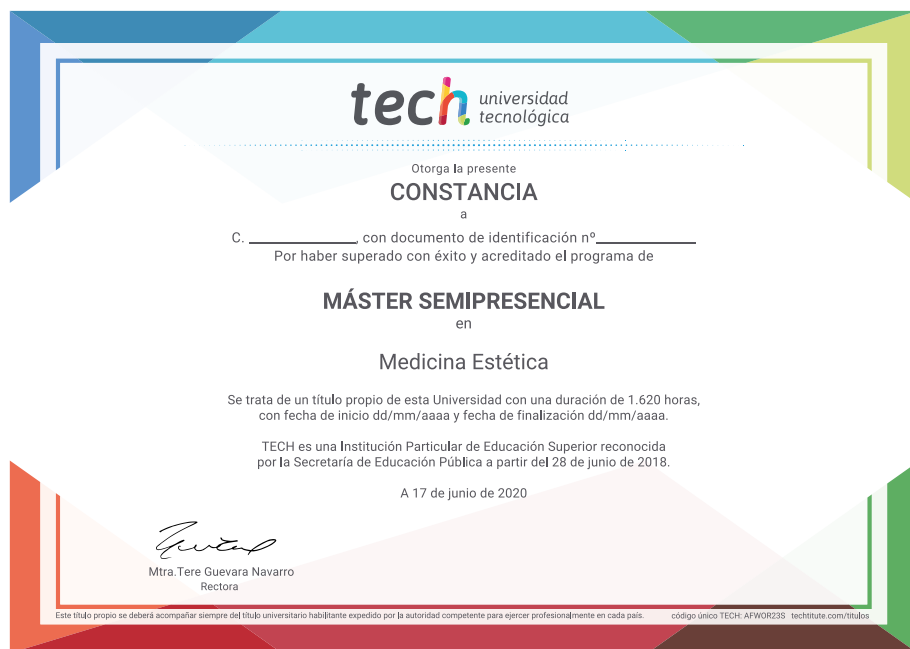 tech universidad
tecnológica
Otorga la presente
CONSTANCIA
a
C. ____________, con documento de identificación nº____________
Por haber superado con éxito y acreditado el programa de
MÁSTER SEMIPRESENCIAL
en
Medicina Estética
Se trata de un título propio de esta Universidad con una duración de 1.620 horas,
con fecha de inicio dd/mm/aaaa y fecha de finalización dd/mm/aaaa.
TECH es una Institución Particular de Educación Superior reconocida
por la Secretaría de Educación Pública a partir del 28 de junio de 2018.
A 17 de junio de 2020
Mtra.Tere Guevara Navarro
Rectora
Este título propio se deberá acompañar siempre del título universitario habilitante expedido por la autoridad competente para ejercer profesionalmente en cada país. código único TECH: AFWOR23S techtitute.com/titulos